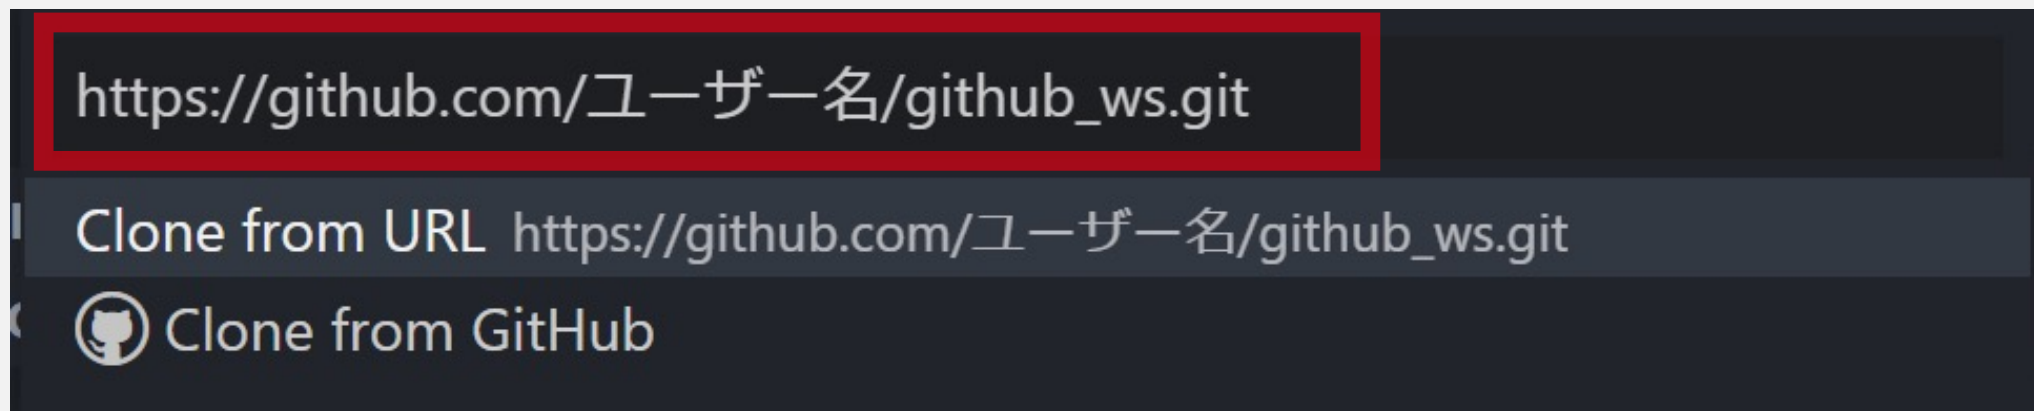 https://github.com/ユーザー名/github_ws.git
Clone from URL https://github.com/ユーザー名/github_ws.git
Clone from GitHub